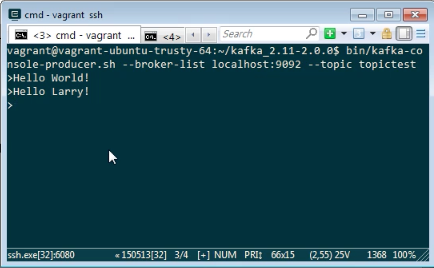 cmd - vagrant ssh
<3> cmd - vagrant ...
<4>
Search
vagrant@vagrant-ubuntu-trusty-64:~/kafka_2.11-2.0.0$ bin/kafka-co
nsole-producer.sh --broker-list localhost:9092 --topic topictest
>Hello World!
>Hello Larry!
>
ssh.exe[32]:6080 « 150513[32] 3/4 [+] NUM PRI↕ 66x15 (2,55) 25V 1368 100%